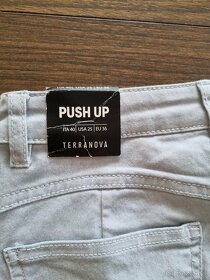 PUSH UP
ITA 40 | USA 25 | EU 36
TERRANOVA